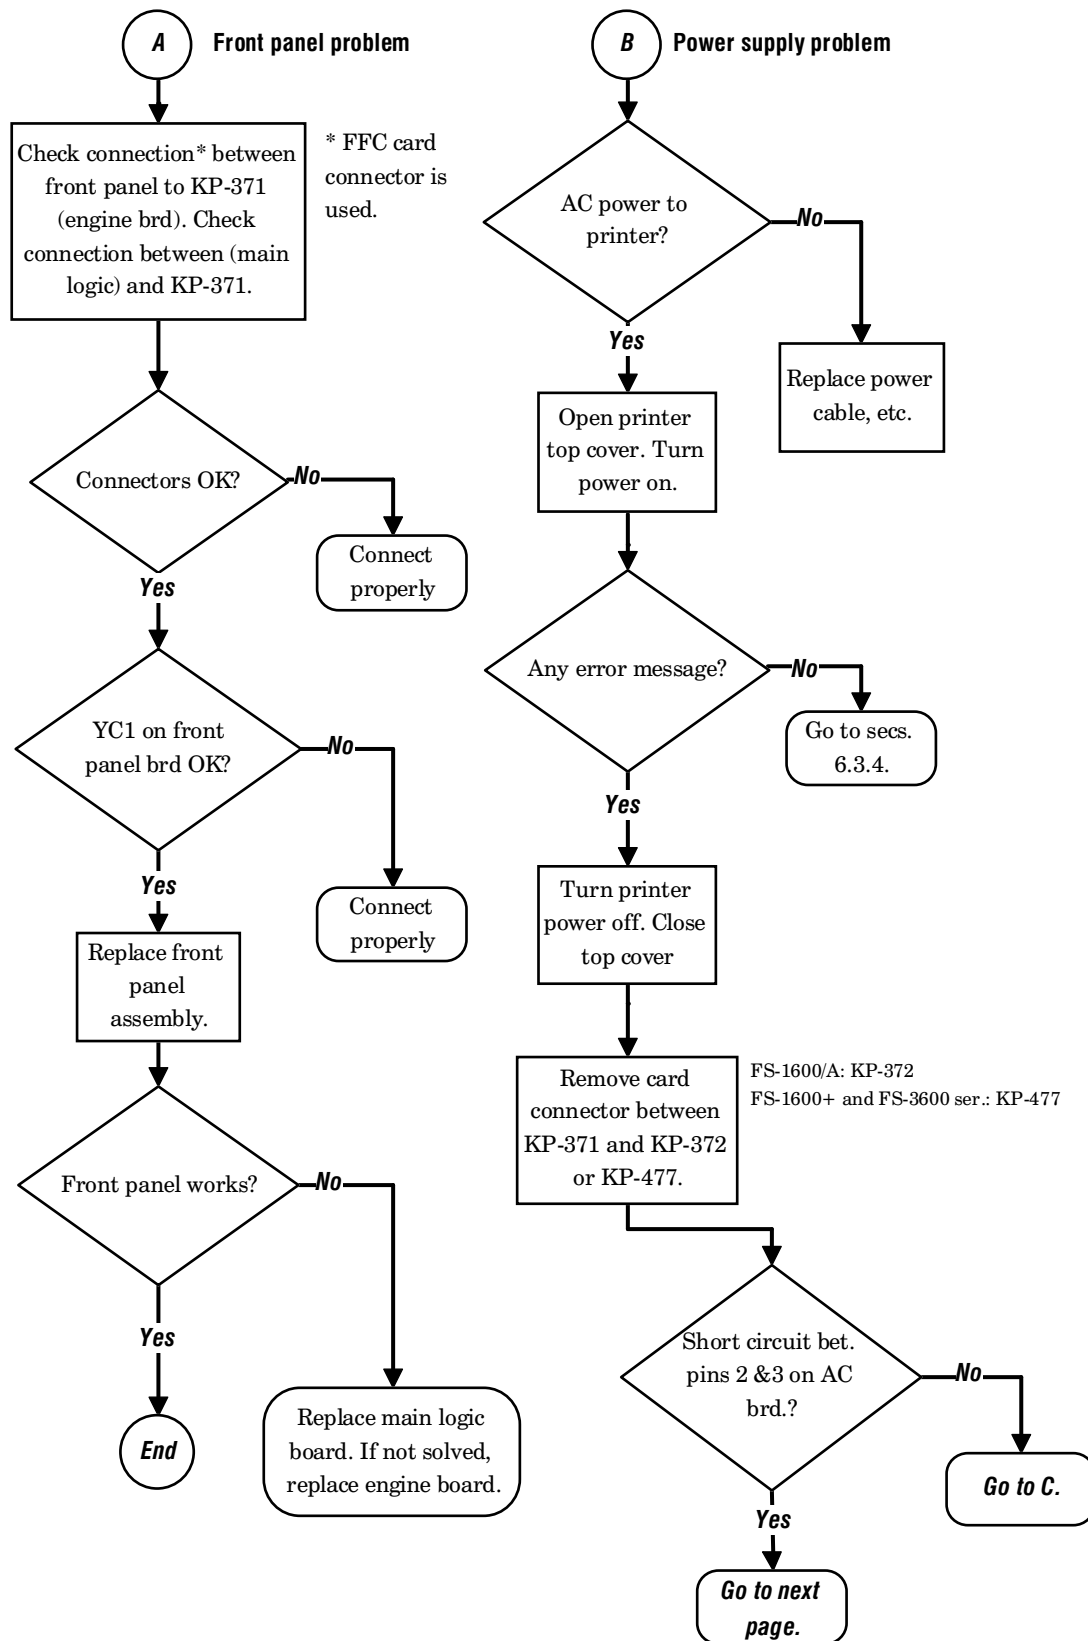 A
Front panel problem
Check connection* between
front panel to KP-371
(engine brd). Check
connection between (main
logic) and KP-371.
* FFC card
connector is
used.
Connectors OK?
No
Connect
properly
Yes
YC1 on front
panel brd OK?
No
Connect
properly
Yes
Replace front
panel
assembly.
Front panel works?
No
Yes
End
Replace main logic
board. If not solved,
replace engine board.
B
Power supply problem
AC power to
printer?
No
Replace power
cable, etc.
Yes
Open printer
top cover. Turn
power on.
Any error message?
No
Go to secs.
6.3.4.
Yes
Turn printer
power off. Close
top cover
Remove card
connector between
KP-371 and KP-372
or KP-477.
FS-1600/A: KP-372
FS-1600+ and FS-3600 ser.: KP-477
Short circuit bet.
pins 2 &3 on AC
brd.?
No
Go to C.
Yes
Go to next
page.